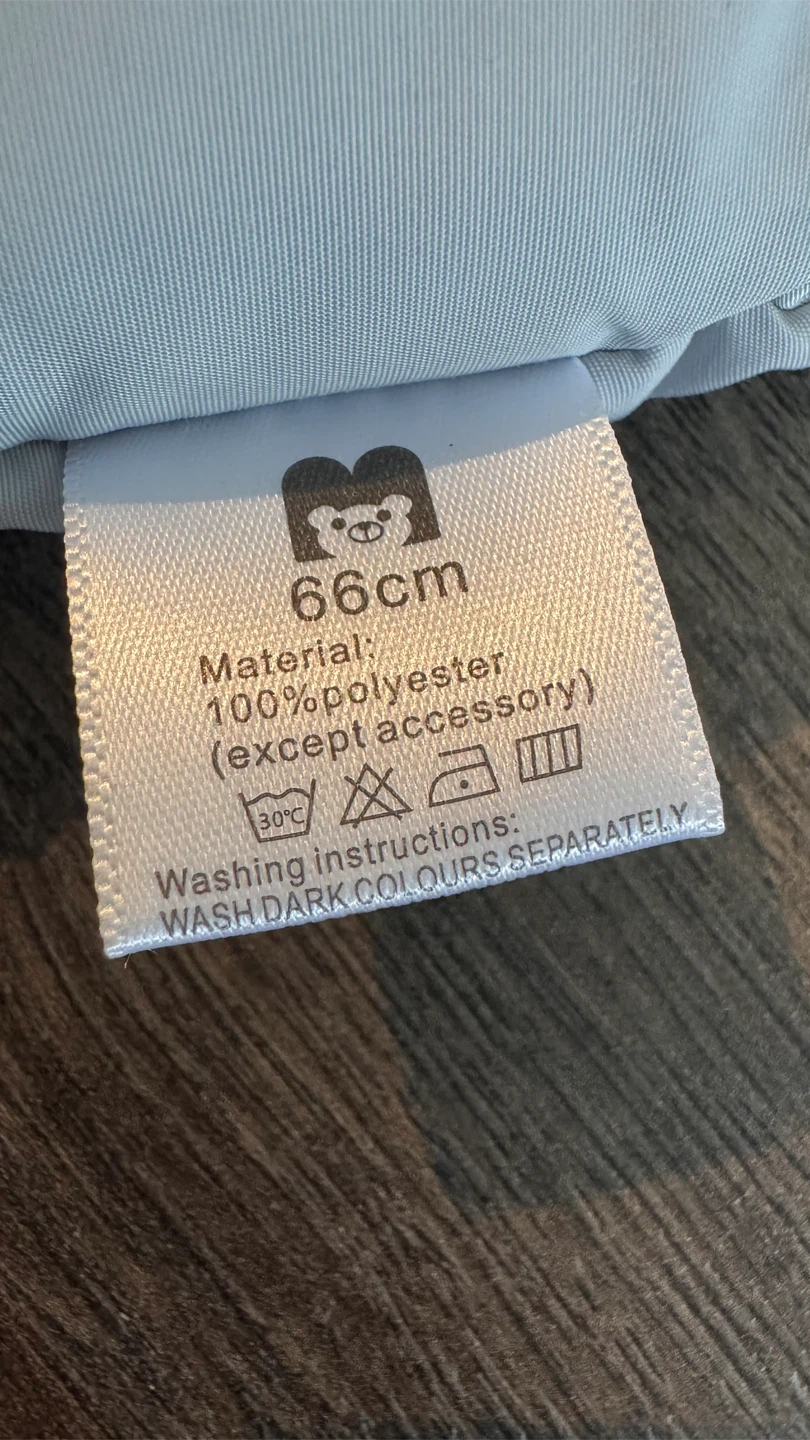 66cm
Material:
100%polyester
(except accessory)
30℃
Washing instructions:
WASH DARK COLOURS SEPARATELY